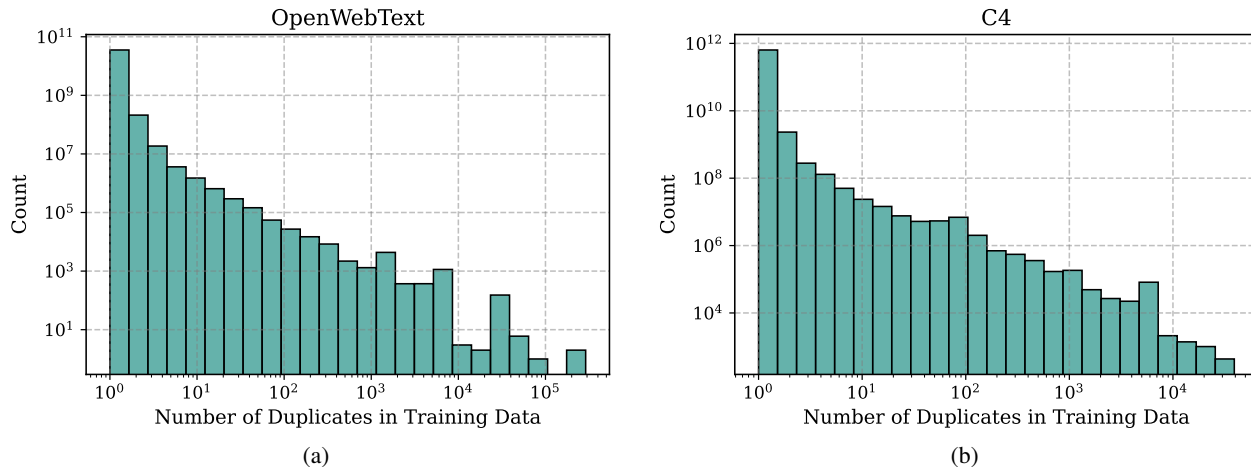 OpenWebText
10^11
10^9
10^7
10^5
10^3
10^1
Count
10^0 10^1 10^2 10^3 10^4 10^5
Number of Duplicates in Training Data
(a)
C4
10^12
10^10
10^8
10^6
10^4
Count
10^0 10^1 10^2 10^3 10^4
Number of Duplicates in Training Data
(b)